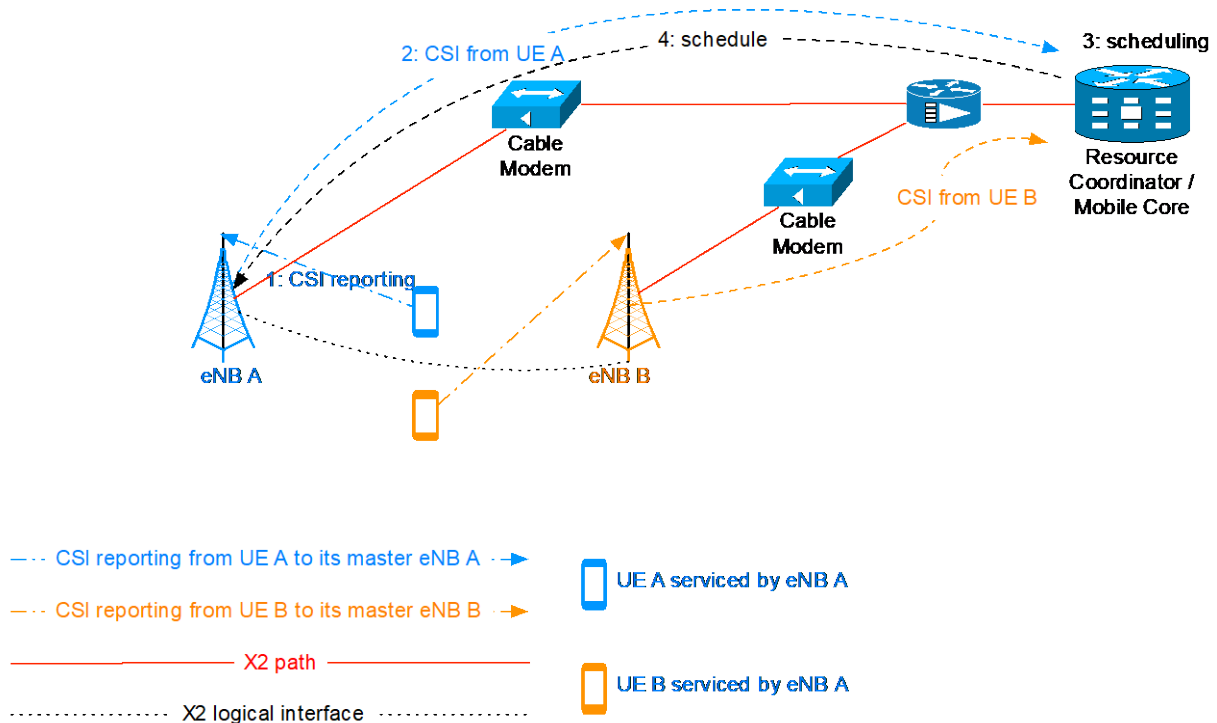 2: CSI from UE A
4: schedule
3: scheduling
Cable
Modem
Resource
Coordinator /
Mobile Core
Cable
Modem
CSI from UE B
1: CSI reporting
eNB A
eNB B
CSI reporting from UE A to its master eNB A
UE A serviced by eNB A
CSI reporting from UE B to its master eNB B
X2 path
UE B serviced by eNB A
X2 logical interface